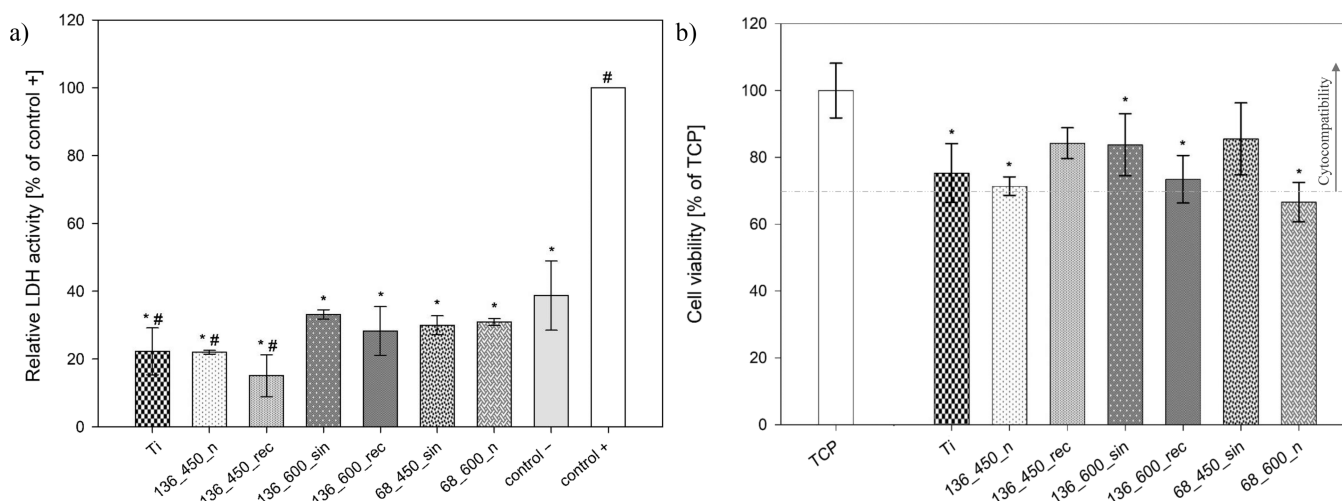 a)
Relative LDH activity [% of control +]
120
100
80
60
40
20
0
* #
* #
* #
*
*
*
*
*
#
Ti
136_450_n
136_450_rec
136_600_sin
136_600_rec
68_450_sin
68_600_n
control –
control +
b)
Cell viability [% of TCP]
120
100
80
60
40
20
0
*
*
*
*
*
Cytocompatibility
TCP
Ti
136_450_n
136_450_rec
136_600_sin
136_600_rec
68_450_sin
68_600_n